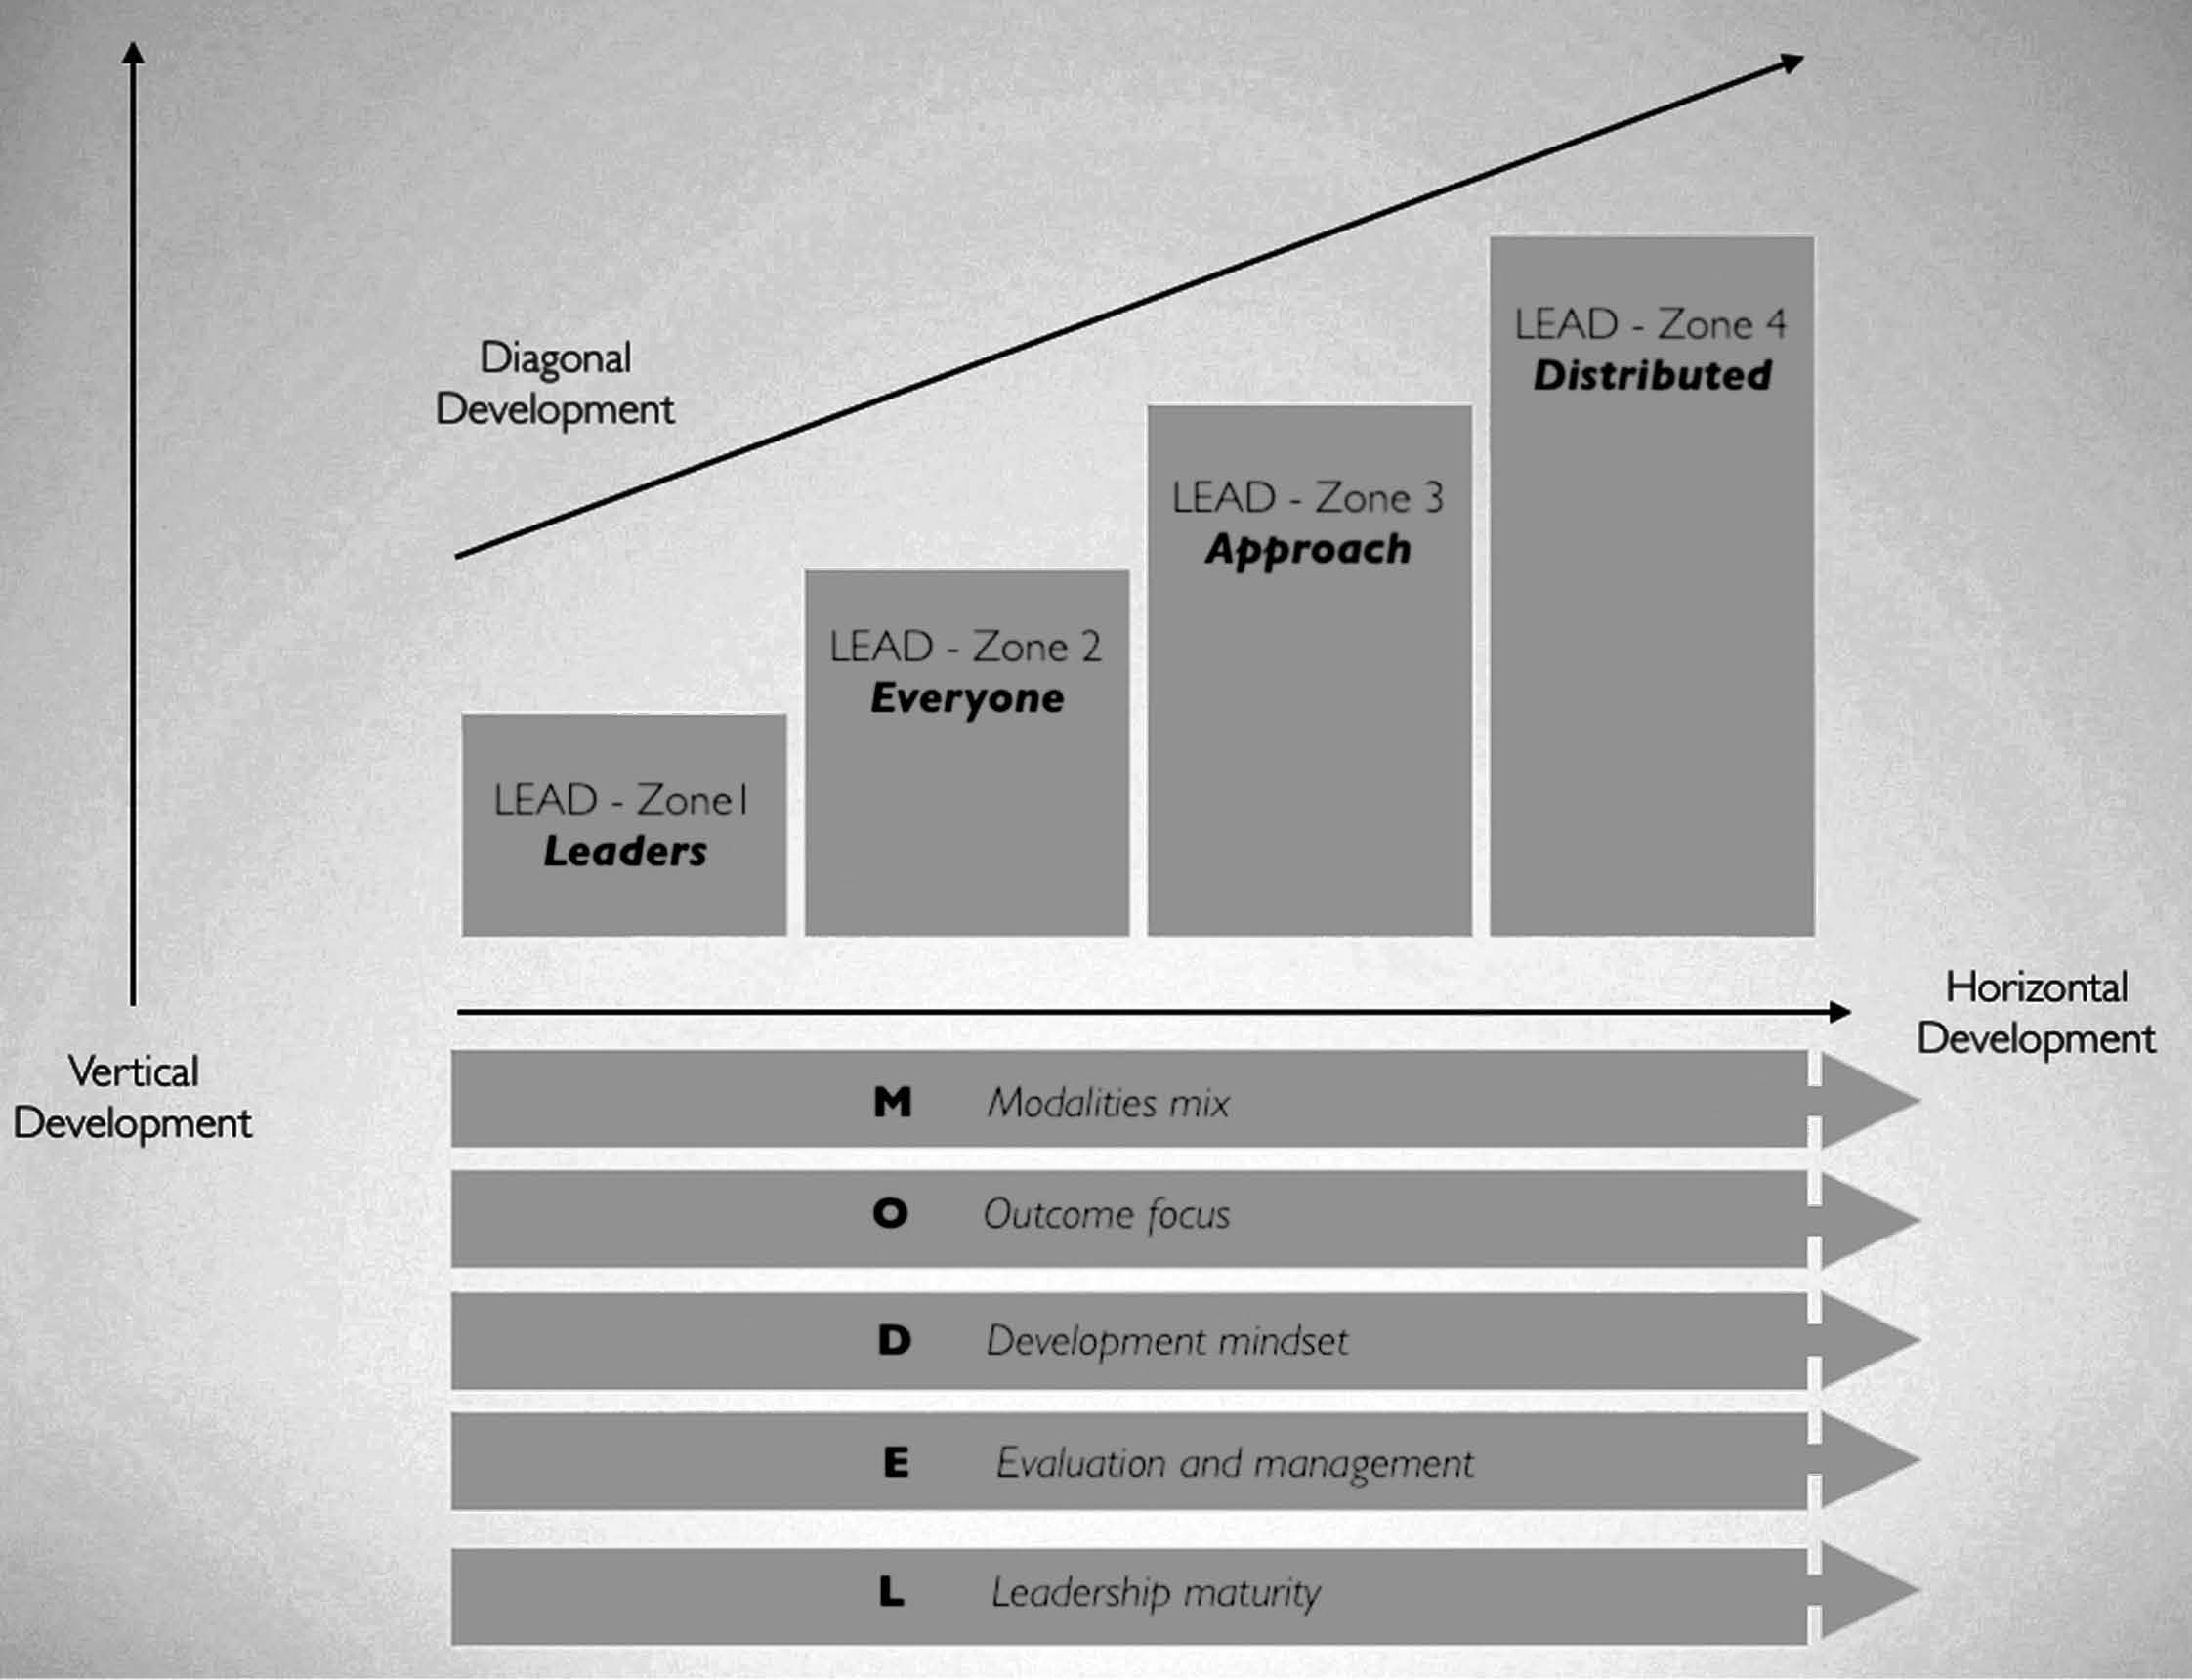 Diagonal
Development
LEAD - Zone 4
Distributed
LEAD - Zone 3
Approach
LEAD - Zone 2
Everyone
LEAD - Zone1
Leaders
Horizontal
Development
Vertical
Development
M Modalities mix
O Outcome focus
D Development mindset
E Evaluation and management
L Leadership maturity